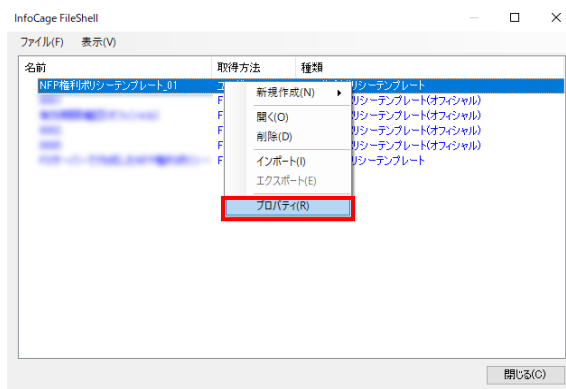 InfoCage FileShell
ファイル(F) 表示(V)
名前 取得方法 種類
NFP権利ポリシーテンプレート_01 リシーテンプレート
新規作成(N)
F リシーテンプレート(オフィシャル)
開く(O)
F リシーテンプレート(オフィシャル)
削除(D)
F リシーテンプレート(オフィシャル)
F リシーテンプレート(オフィシャル)
インポート(I)
F リシーテンプレート
エクスポート(E)
プロパティ(R)
閉じる(C)